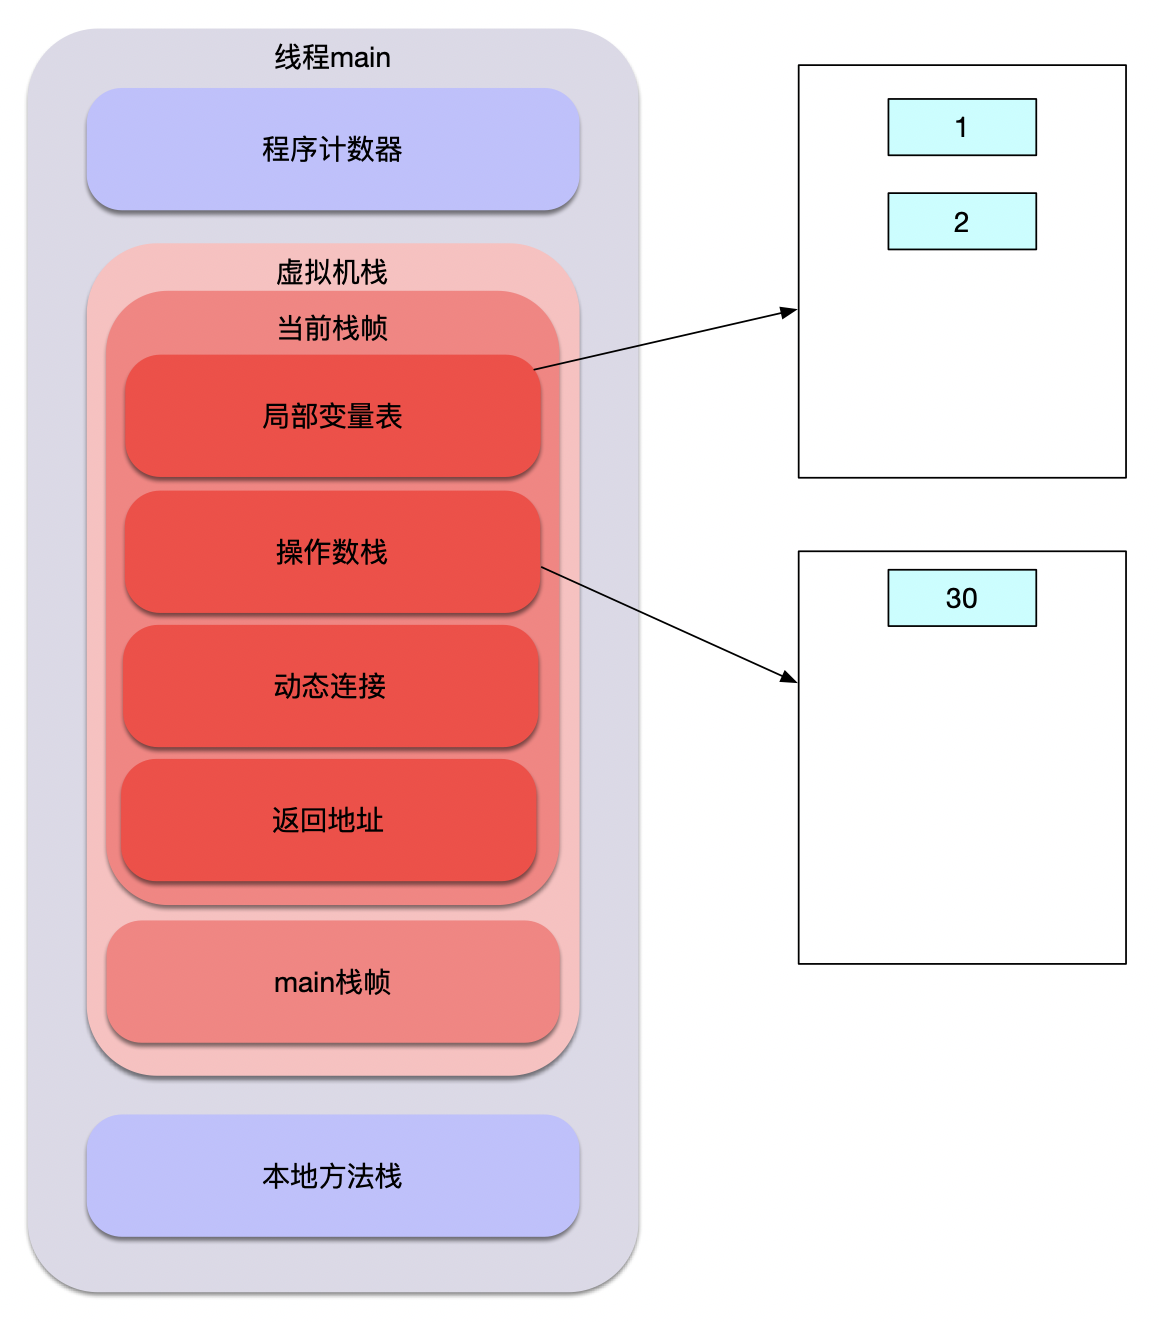 线程main
程序计数器
虚拟机栈
当前栈帧
局部变量表
操作数栈
动态连接
返回地址
main栈帧
本地方法栈
1
2
30